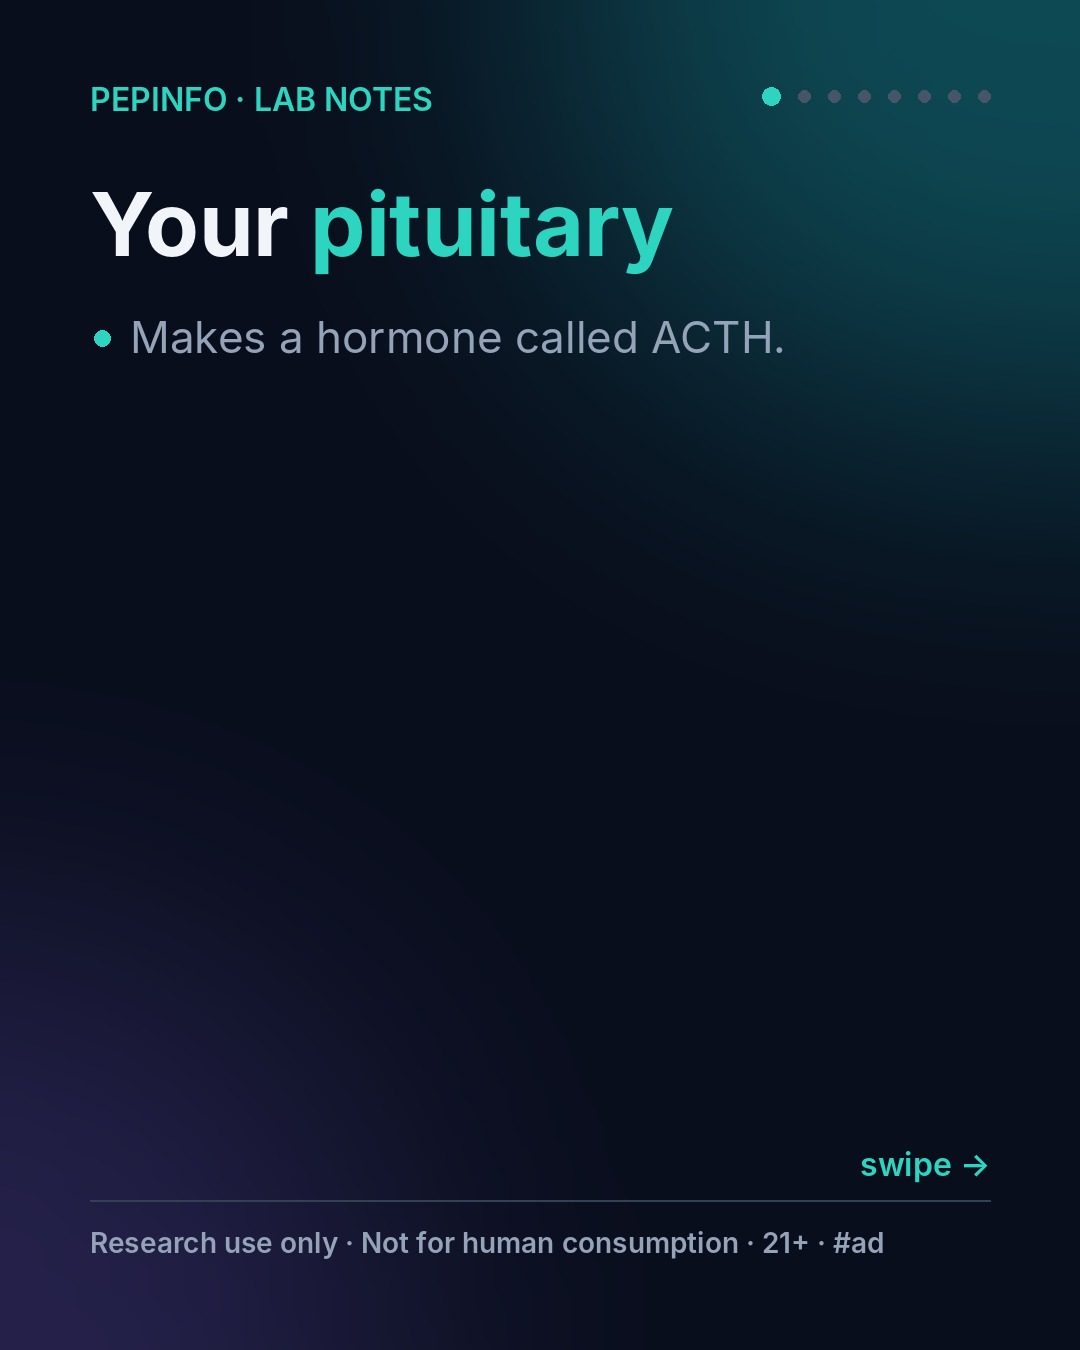 PEPINFO · LAB NOTES
Your pituitary
Makes a hormone called ACTH.
swipe →
Research use only · Not for human consumption · 21+ · #ad